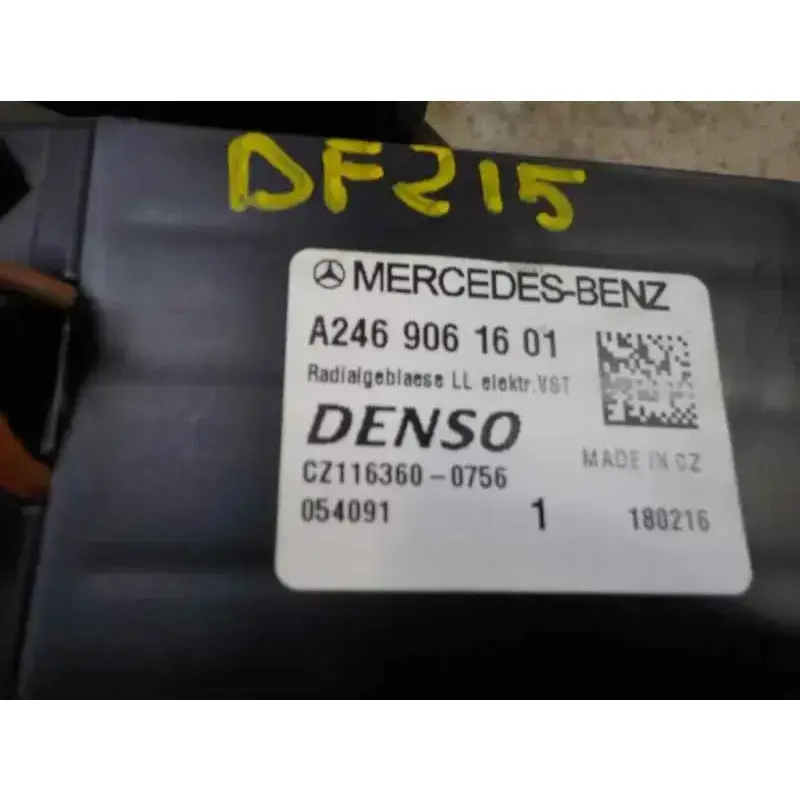 DF215
MERCEDES-BENZ
A246 906 16 01
Radialgeblaese LL elektr.VST
DENSO
MADE IN CZ
CZ116360-0756
054091 1 180216